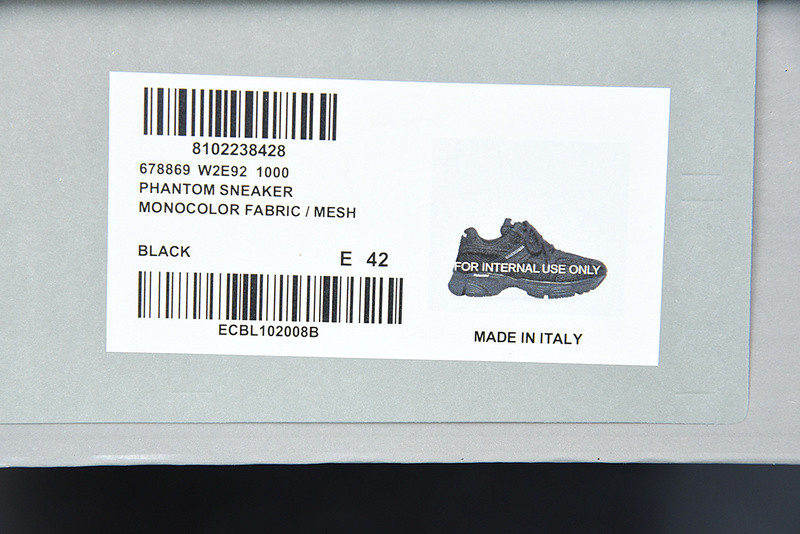 8102238428
678869 W2E92 1000
PHANTOM SNEAKER
MONOCOLOR FABRIC / MESH
BLACK
E 42
ECBL102008B
FOR INTERNAL USE ONLY
MADE IN ITALY